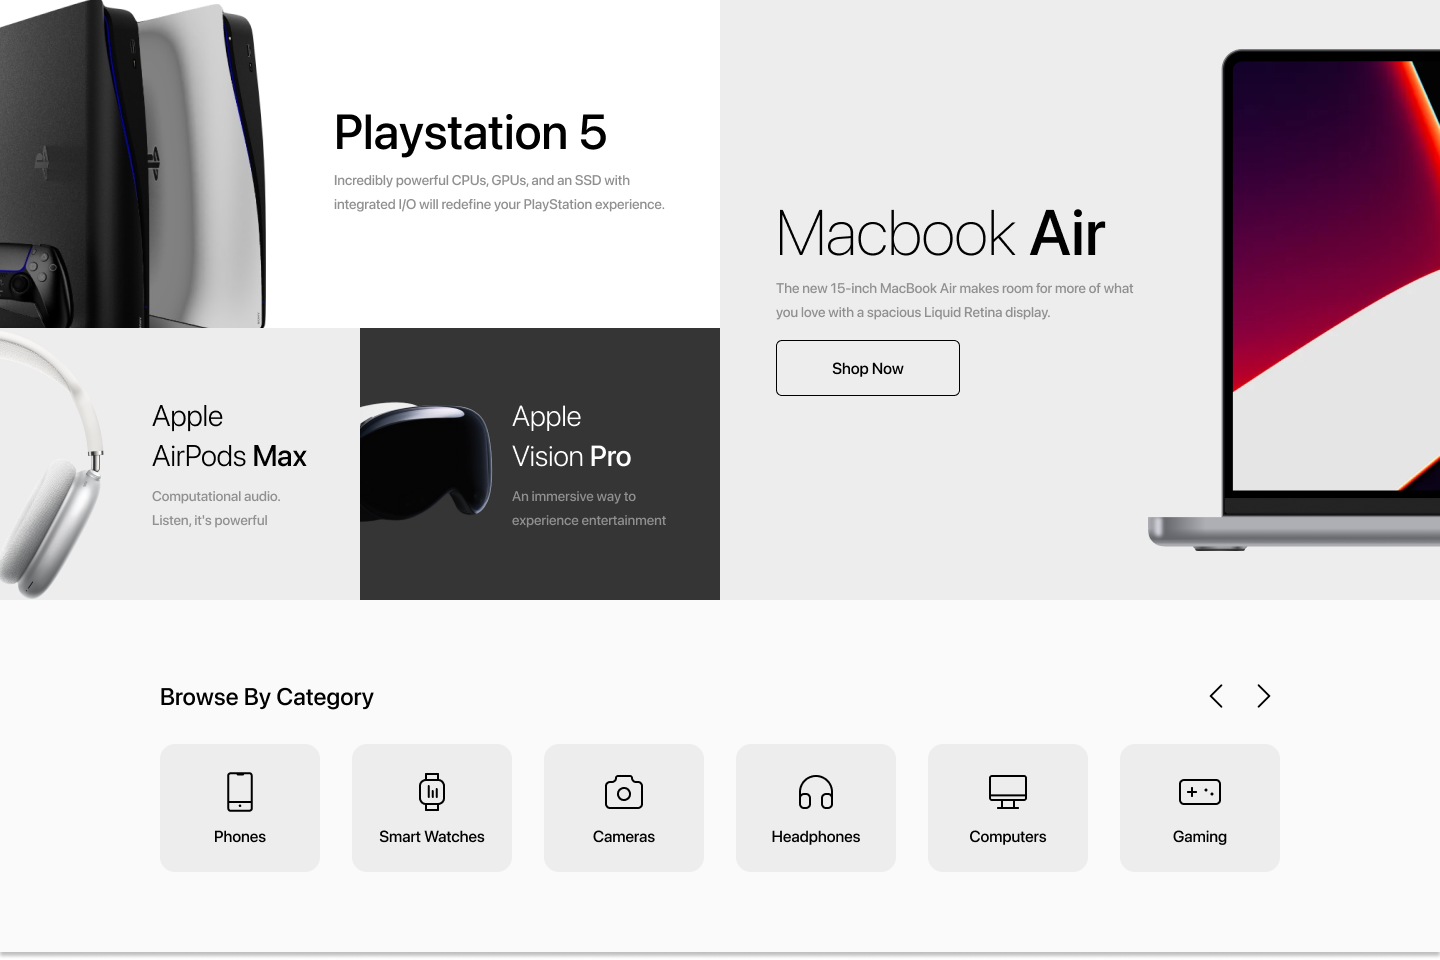 Playstation 5
Incredibly powerful CPUs, GPUs, and an SSD with
integrated I/O will redefine your PlayStation experience.
Apple
AirPods Max
Computational audio.
Listen, it's powerful
Apple
Vision Pro
An immersive way to
experience entertainment
Macbook Air
The new 15-inch MacBook Air makes room for more of what
you love with a spacious Liquid Retina display.
Shop Now
Browse By Category
Phones
Smart Watches
Cameras
Headphones
Computers
Gaming